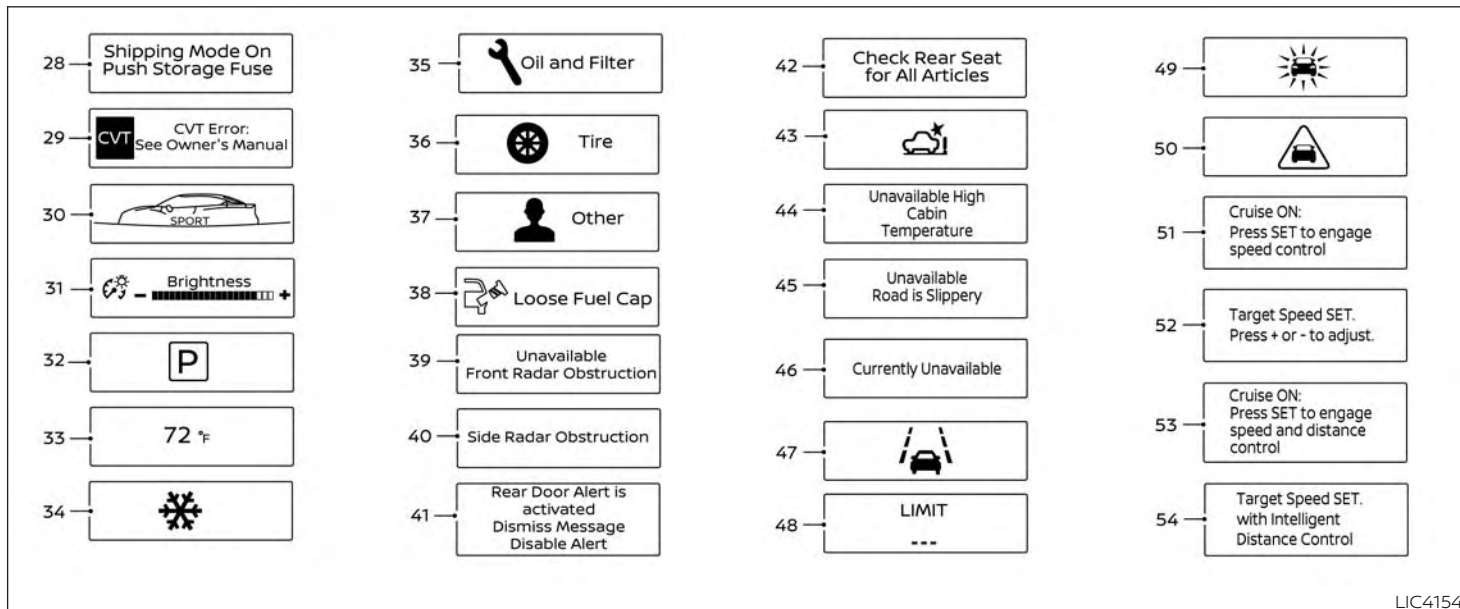 28
Shipping Mode On
Push Storage Fuse
29
CVT
CVT Error:
See Owner's Manual
30
SPORT
31
Brightness
- +
32
P
33
72 °F
34
35
Oil and Filter
36
Tire
37
Other
38
Loose Fuel Cap
39
Unavailable
Front Radar Obstruction
40
Side Radar Obstruction
41
Rear Door Alert is
activated
Dismiss Message
Disable Alert
42
Check Rear Seat
for All Articles
43
44
Unavailable High
Cabin
Temperature
45
Unavailable
Road is Slippery
46
Currently Unavailable
47
48
LIMIT
---
49
50
51
Cruise ON:
Press SET to engage
speed control
52
Target Speed SET.
Press + or - to adjust.
53
Cruise ON:
Press SET to engage
speed and distance
control
54
Target Speed SET.
with Intelligent
Distance Control
LIC4154